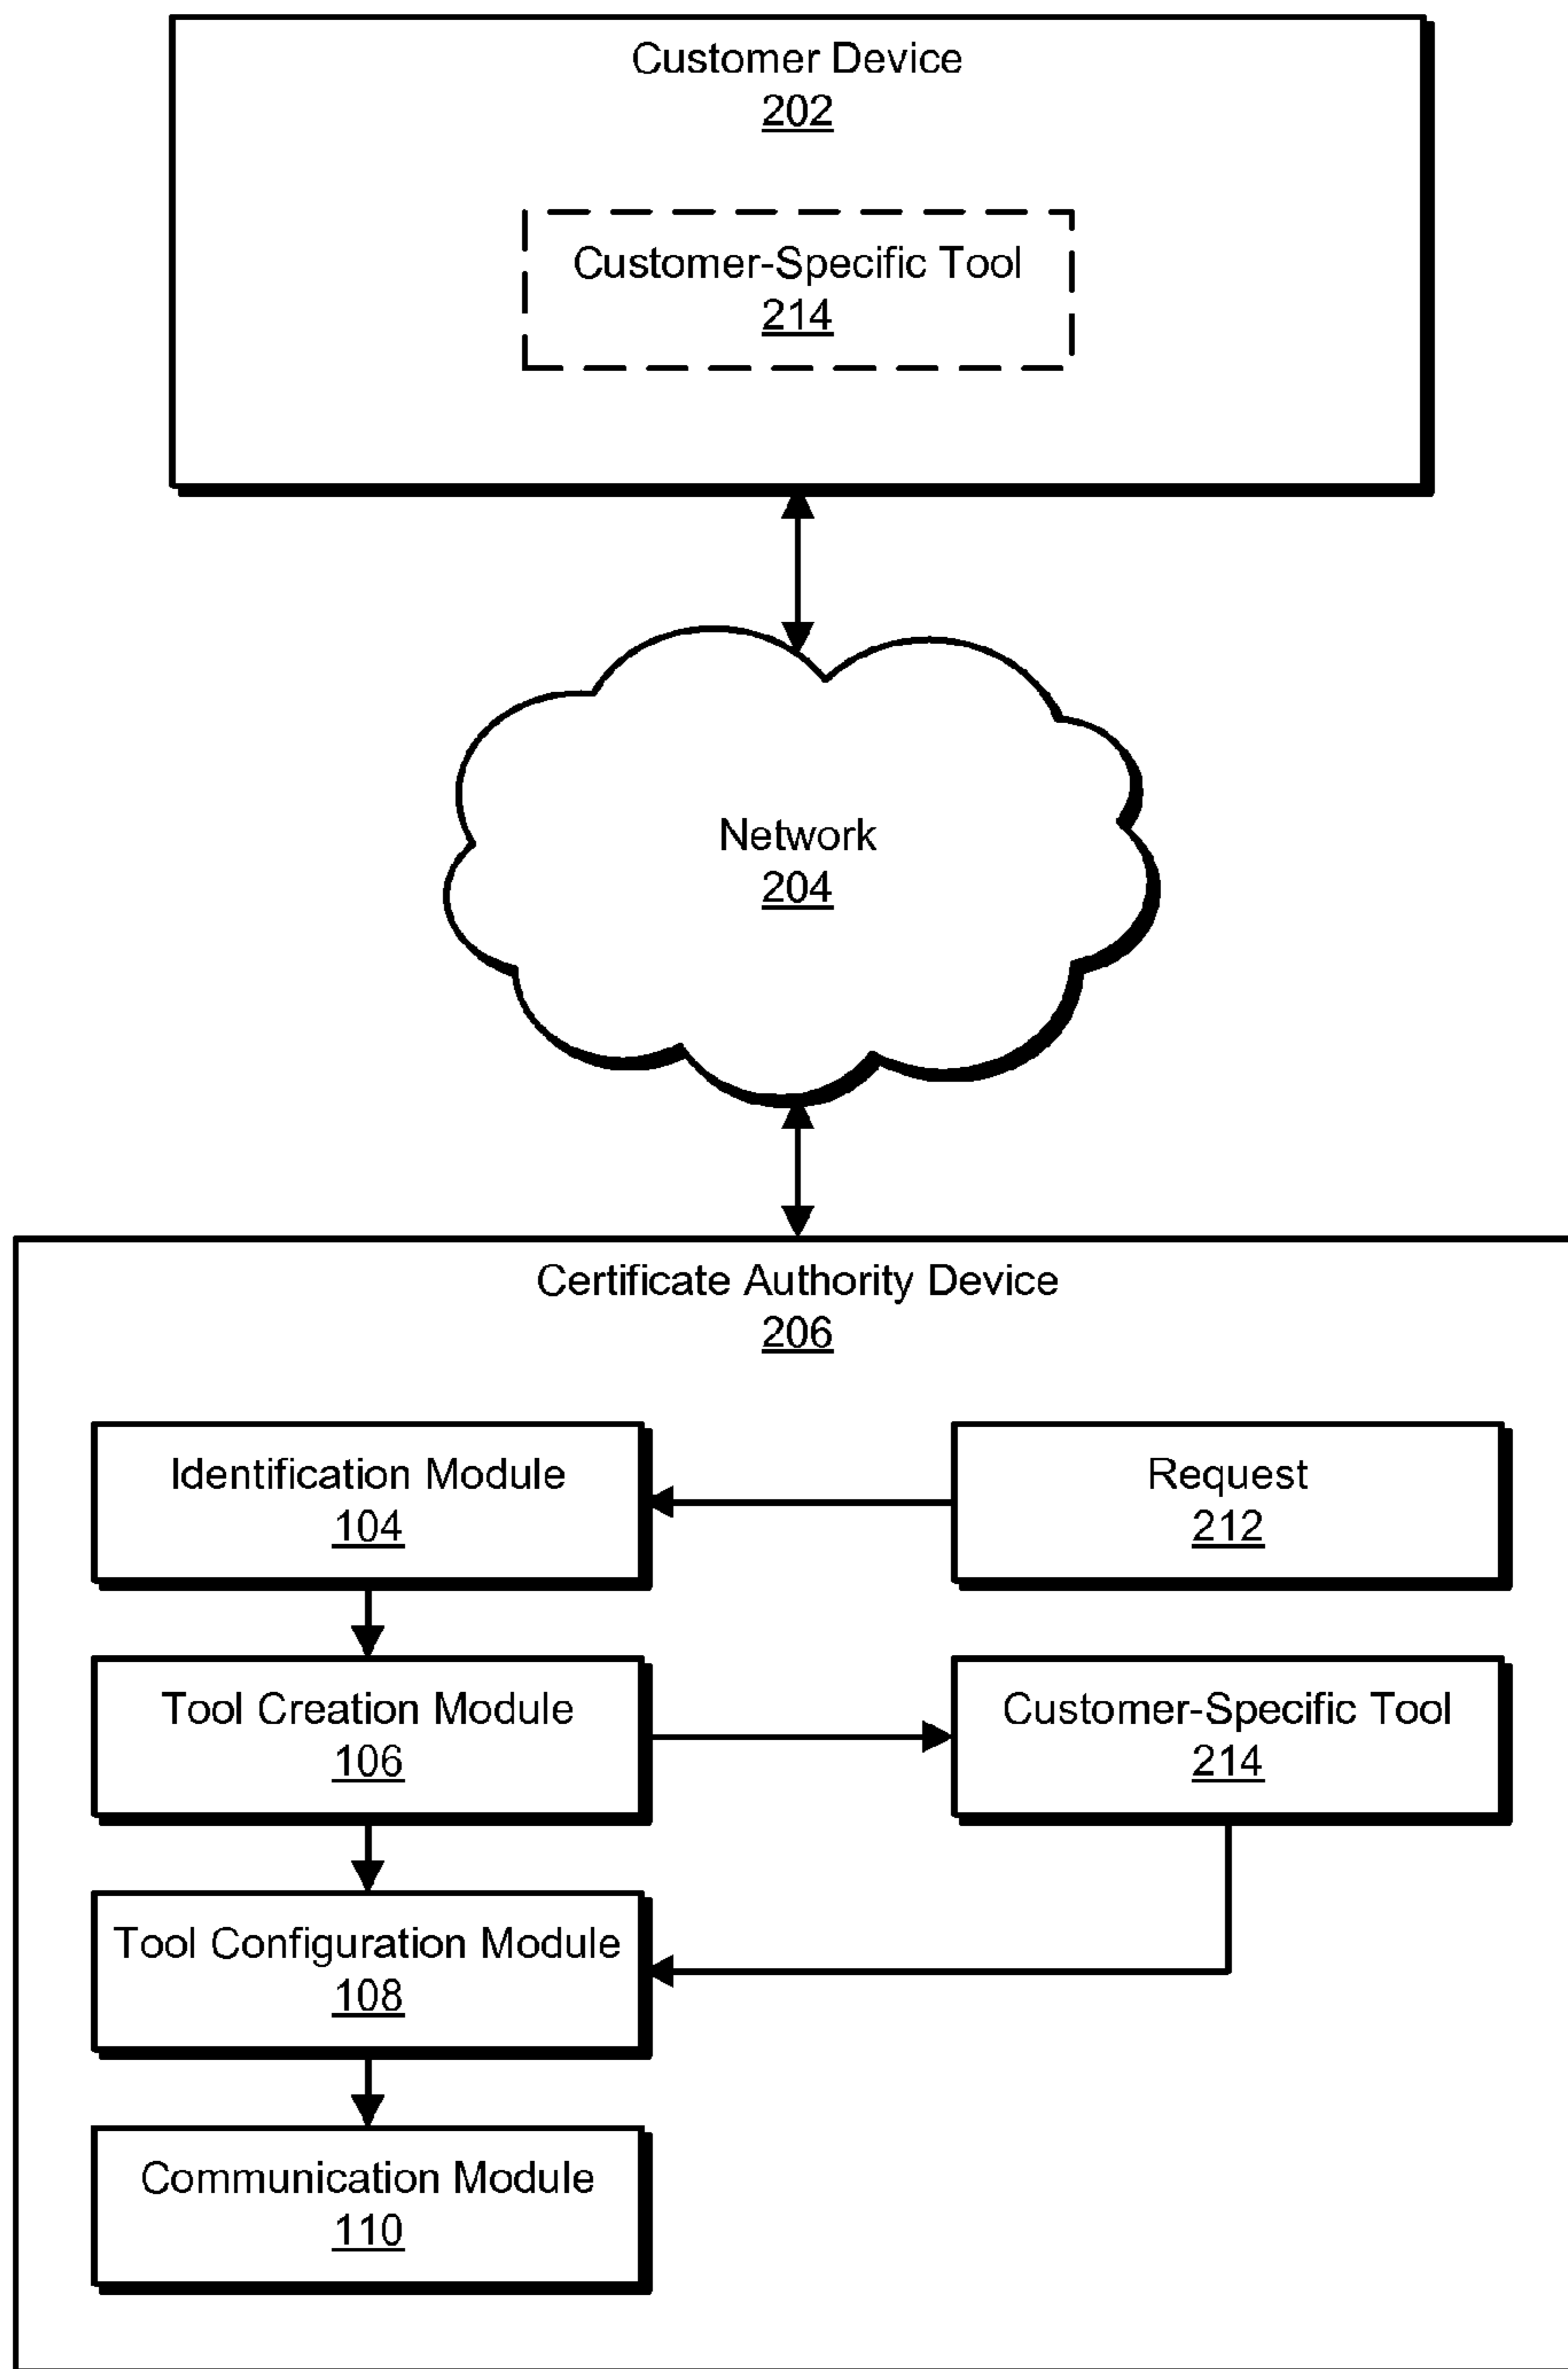 Customer Device
202
Customer-Specific Tool
214
Network
204
Certificate Authority Device
206
Identification Module
104
Request
212
Tool Creation Module
106
Customer-Specific Tool
214
Tool Configuration Module
108
Communication Module
110